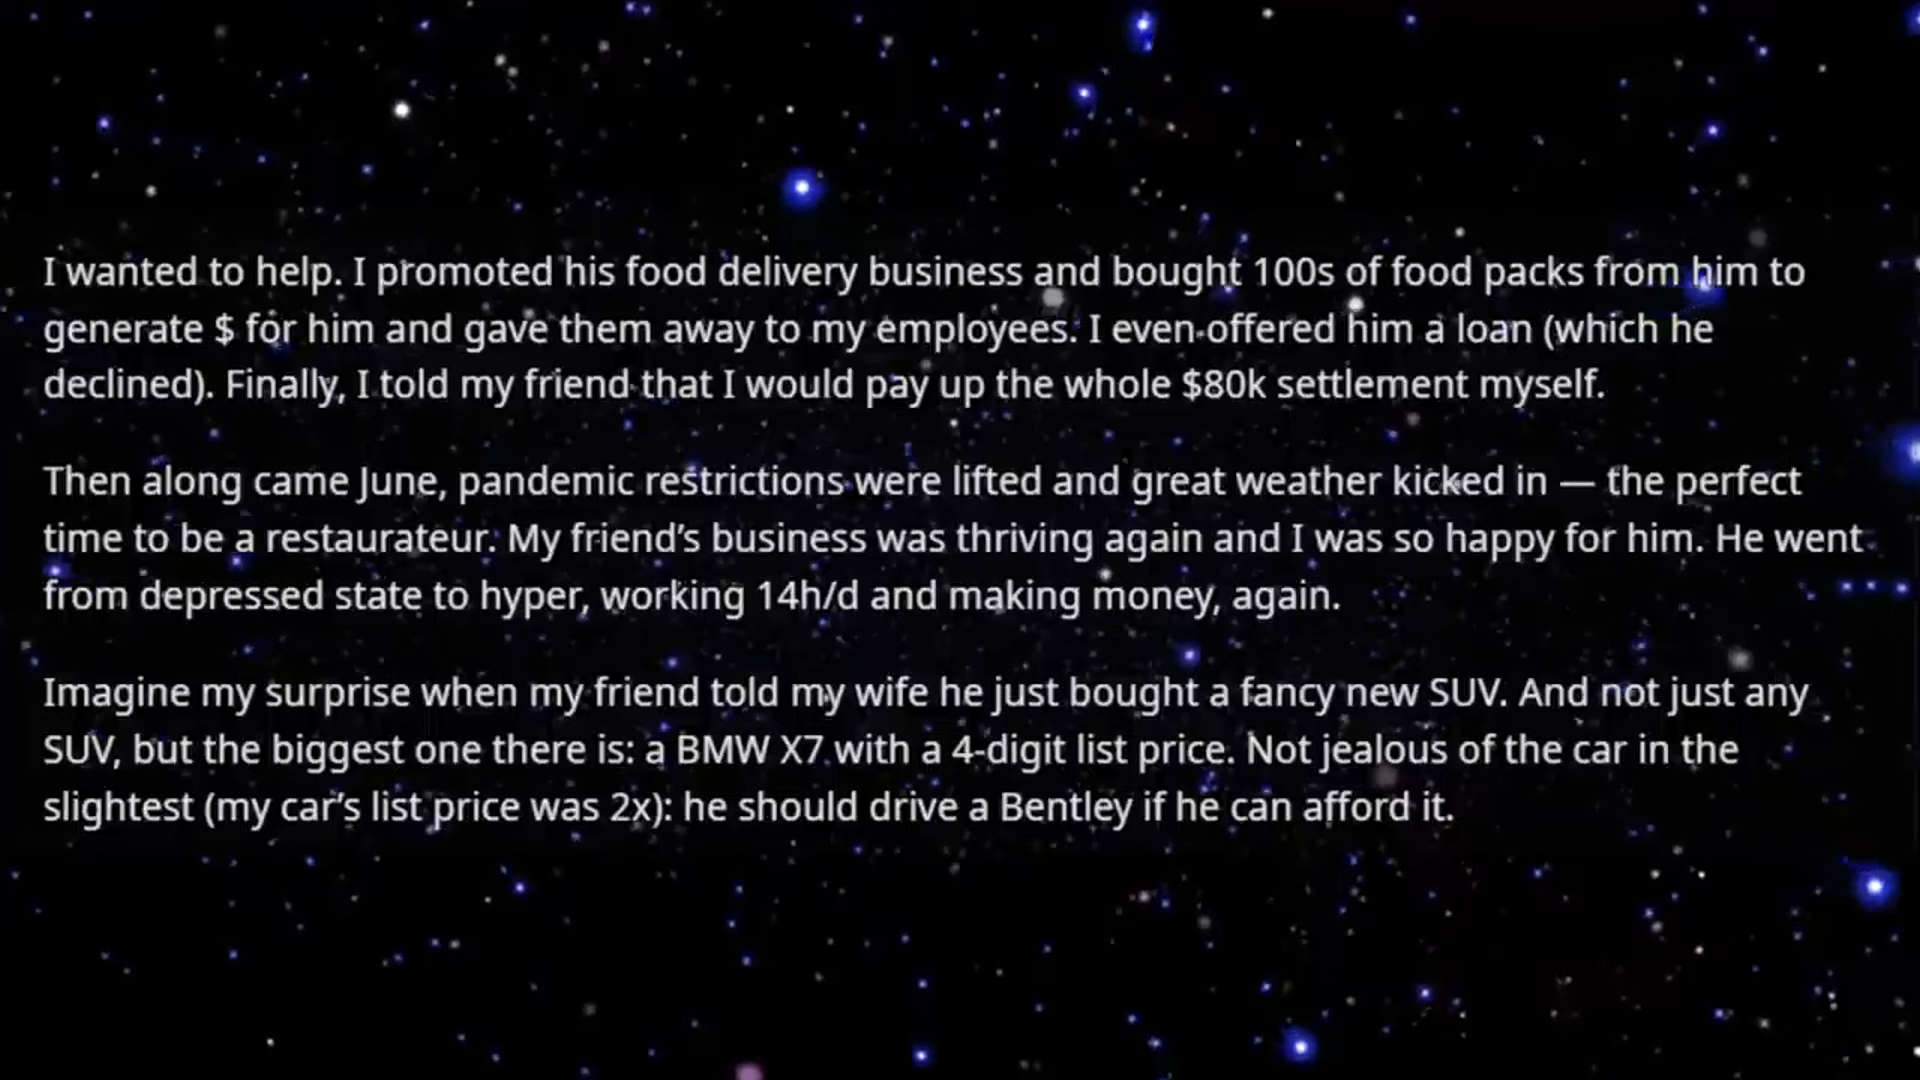 I wanted to help. I promoted his food delivery business and bought 100s of food packs from him to
generate $ for him and gave them away to my employees. I even offered him a loan (which he
declined). Finally, I told my friend that I would pay up the whole $80k settlement myself.
Then along came June, pandemic restrictions were lifted and great weather kicked in — the perfect
time to be a restaurateur. My friend’s business was thriving again and I was so happy for him. He went
from depressed state to hyper, working 14h/d and making money, again.
Imagine my surprise when my friend told my wife he just bought a fancy new SUV. And not just any
SUV, but the biggest one there is: a BMW X7 with a 4-digit list price. Not jealous of the car in the
slightest (my car’s list price was 2x): he should drive a Bentley if he can afford it.